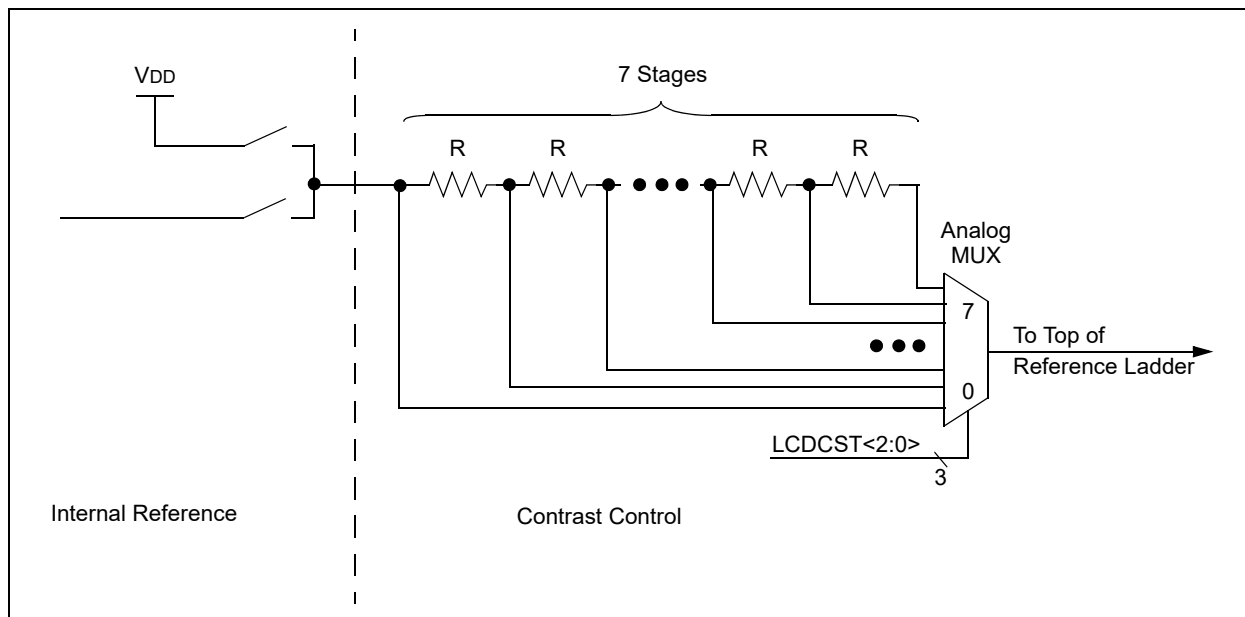 VDD
7 Stages
R
R
R
R
Analog
MUX
7
To Top of
Reference Ladder
0
LCDCST<2:0>
3
Internal Reference
Contrast Control